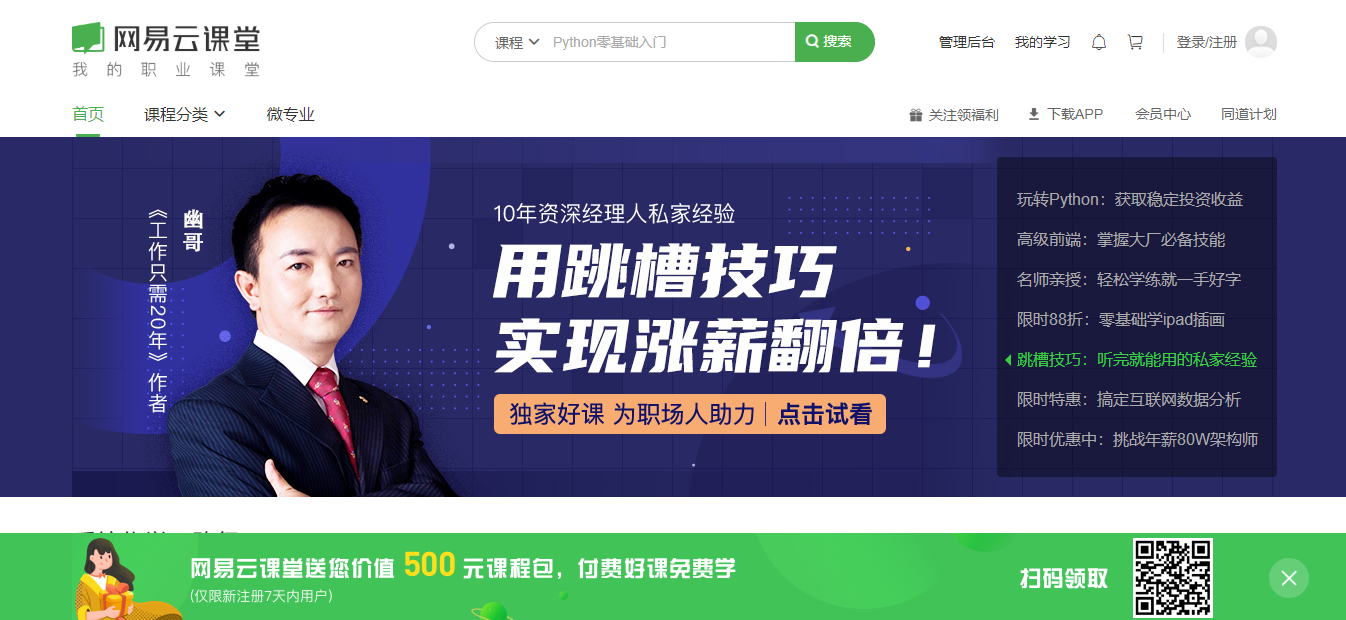 网易云课堂
我的职业课堂
课程 Python零基础入门 搜索
管理后台 我的学习 登录/注册
首页 课程分类 微专业
关注领福利 下载APP 会员中心 同道计划
幽哥
《工作只需20年》作者
10年资深经理人私家经验
用跳槽技巧
实现涨薪翻倍！
独家好课 为职场人助力 点击试看
玩转Python：获取稳定投资收益
高级前端：掌握大厂必备技能
名师亲授：轻松学练就一手好字
限时88折：零基础学ipad插画
跳槽技巧：听完就能用的私家经验
限时特惠：搞定互联网数据分析
限时优惠中：挑战年薪80W架构师
网易云课堂送您价值 500 元课程包，付费好课免费学
(仅限新注册7天内用户)
扫码领取